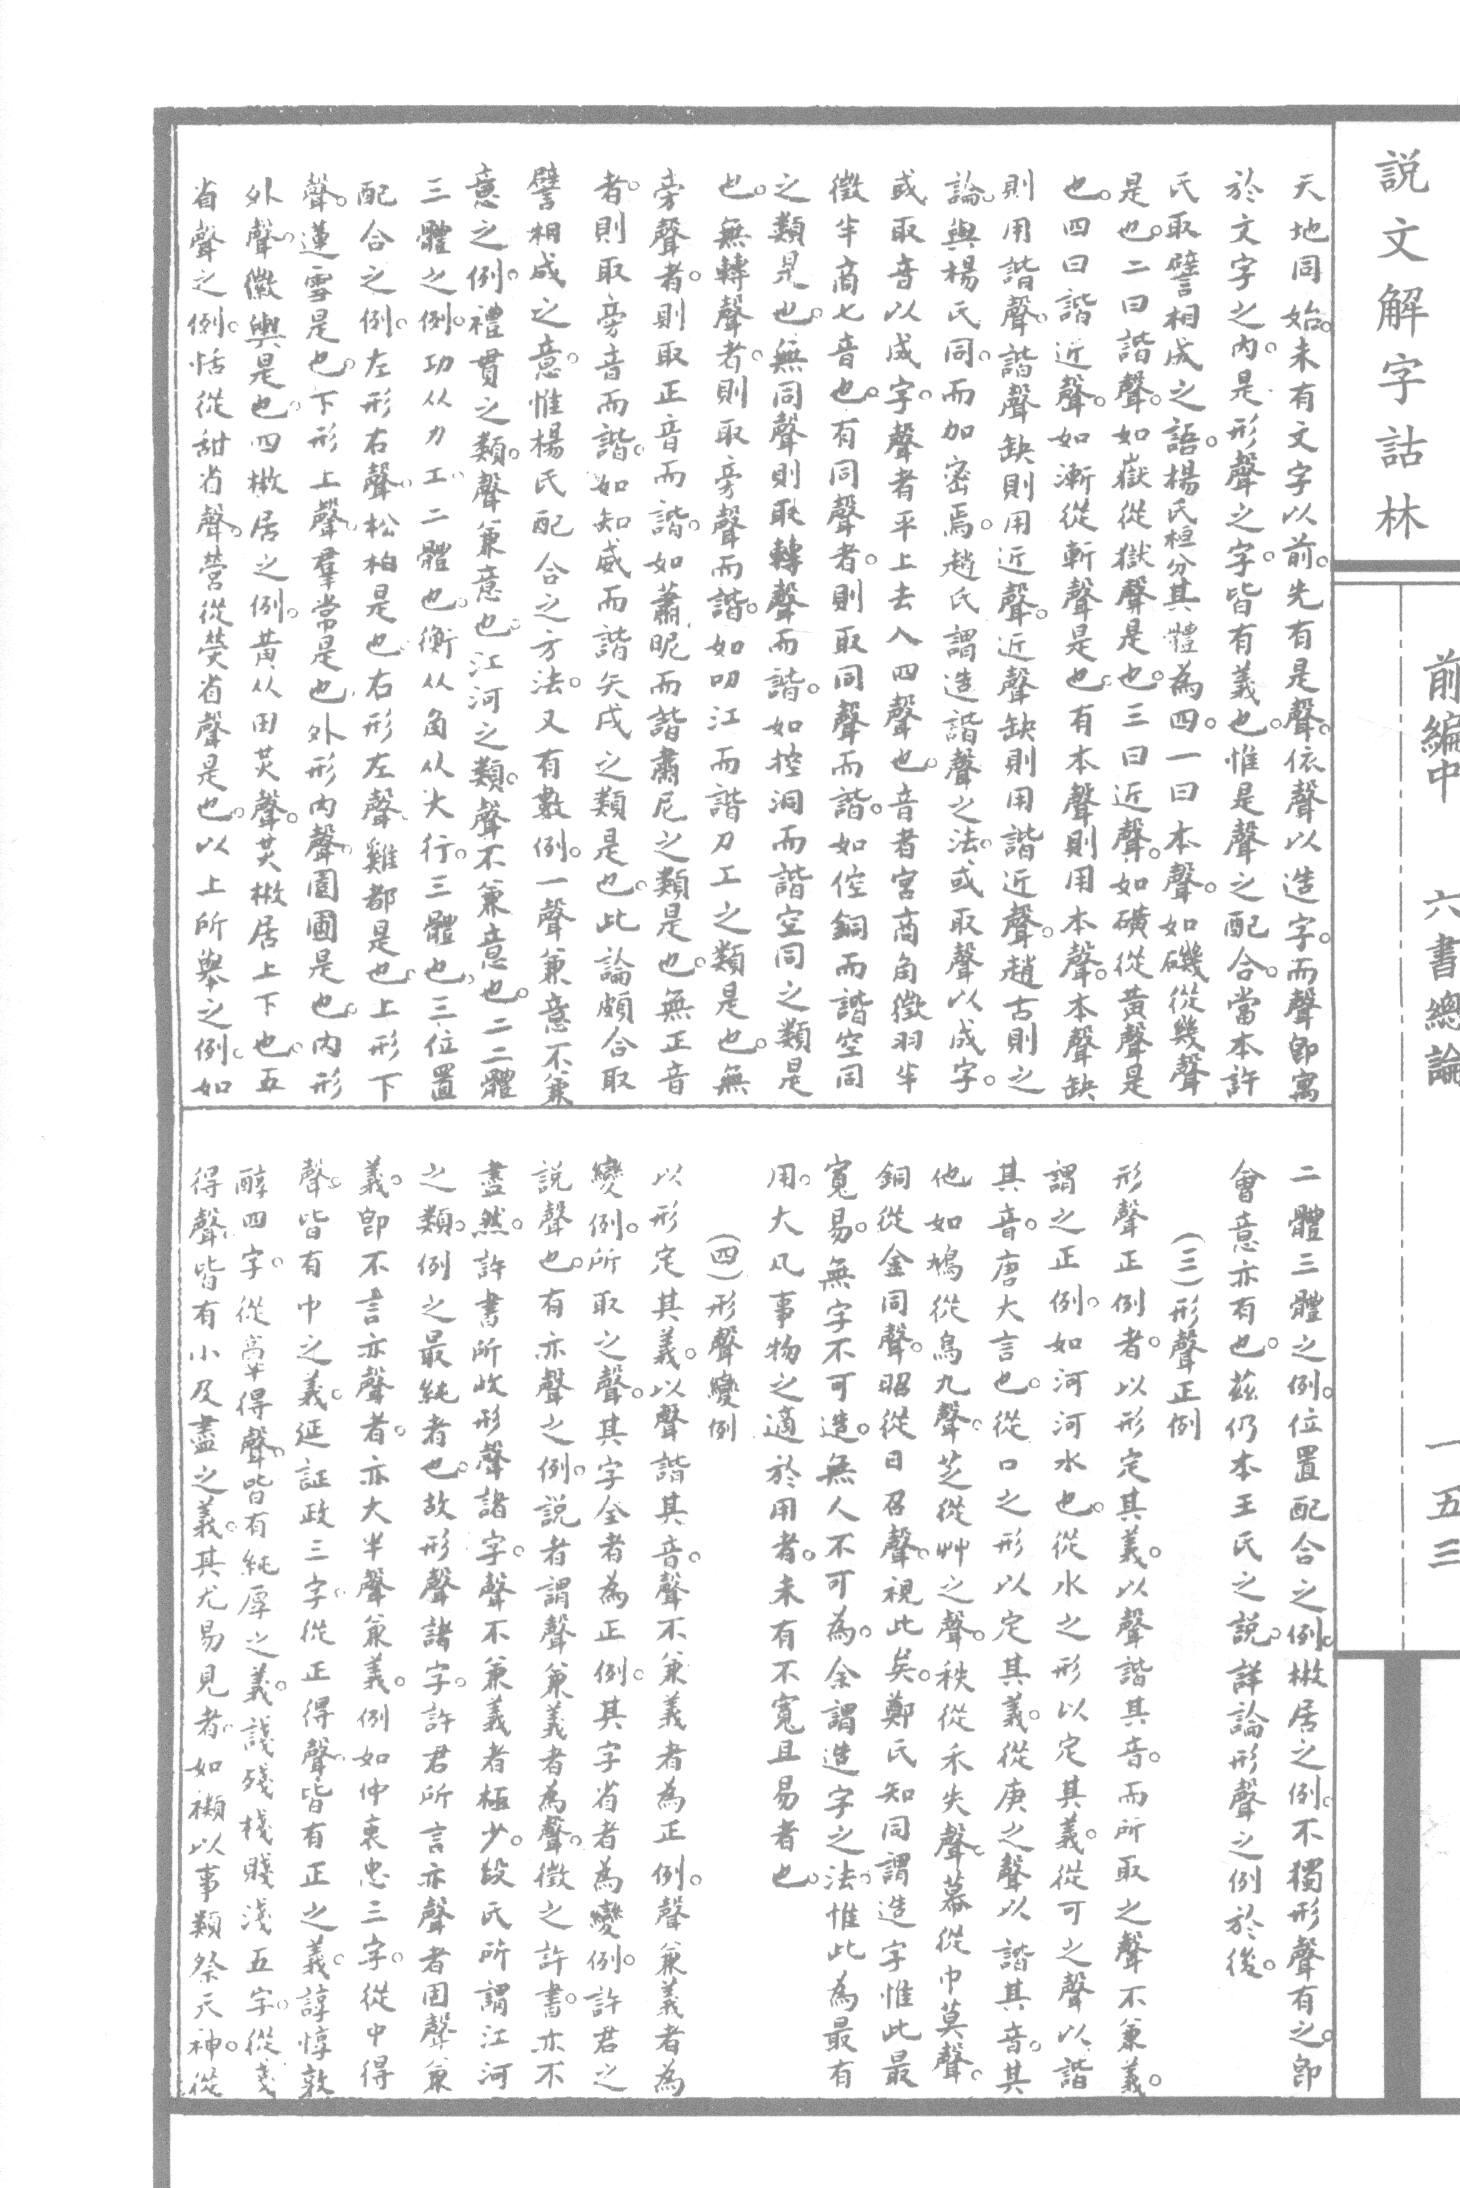 說文解字詁林
前編中
六書總論
一五三
天地同始。未有文字以前。先有是聲。依聲以造字。而聲卽寓
於文字之內。是形聲之字。皆有義也。惟是聲之配合。當本許
氏取譬相成之語。楊氏桓分其體為四。一曰本聲。如磯從幾聲
是也。二曰諧聲。如嶽從獄聲是也。三曰近聲。如礦從黃聲是
也。四曰諧近聲。如漸從斬聲是也。有本聲則用本聲。本聲缺
則用諧聲。諧聲缺則用近聲。近聲缺則用諧近聲。趙古則之
論。與楊氏同。而加密焉。趙氏謂造諧聲之法。或取聲以成字。
或取音以成字。聲者平上去入四聲也。音者宮商角徵羽半
徵半商七音也。有同聲者。則取同聲而諧。如倥銅而諧空同
之類是也。無同聲則取轉聲而諧。如控洞而諧空同之類是
也。無轉聲者。則取旁聲而諧。如叨江而諧刀工之類是也。無
旁聲者。則取正音而諧。如蕭昵而諧肅尼之類是也。無正音
者。則取旁音而諧。如知威而諧矢戌之類是也。此論頗合取
譬相成之意。惟楊氏配合之方法。又有數例。一聲兼意不兼
意之例。禮貫之類。聲兼意也。江河之類。聲不兼意也。二二體
三體之例。功从力工二體也。衡从角从大行。三體也。三位置
配合之例。左形右聲。松柏是也。右形左聲。雞都是也。上形下
聲。蓮雪是也。下形上聲。羣常是也。外形內聲。園圃是也。內形
外聲。徽輿是也。四㪚居之例。黃从田炗聲。炗㪚居上下也。五
省聲之例。恬從甜省聲。營從熒省聲是也。以上所舉之例。如
二體三體之例。位置配合之例。㪚居之例。不獨形聲有之。卽
會意亦有也。茲仍本王氏之說。詳論形聲之例於後。
(三)形聲正例
形聲正例者。以形定其義。以聲諧其音。而所取之聲不兼義。
謂之正例。如河河水也。從水之形以定其義。從可之聲以諧
其音。唐大言也。從口之形以定其義。從庚之聲以諧其音。其
他如鳩從鳥九聲。芝從艸之聲。秩從禾失聲。幕從巾莫聲。
銅從金同聲。昭從日召聲。視此矣。鄭氏知同謂造字惟此最
寬易。無字不可造。無人不可為。余謂造字之法。惟此為最有
用。大凡事物之適於用者。未有不寬且易者也。
(四)形聲變例
以形定其義。以聲諧其音。聲不兼義者為正例。聲兼義者為
變例。所取之聲。其字全者為正例。其字省者為變例。許君之
說聲也。有亦聲之例。說者謂聲兼義者為聲。徵之許書。亦不
盡然。許書所收形聲諸字。聲不兼義者極少。段氏所謂江河
之類。例之最純者也。故形聲諸字。許君所言亦聲者固聲兼
義。卽不言亦聲者。亦大半聲兼義。例如仲衷忠三字。從中得
聲。皆有中之義。延証政三字。從正得聲。皆有正之義。諄惇敦
醇四字。從𦎧得聲。皆有純厚之義。諓殘棧賤淺五字。從戔
得聲。皆有小及盡之義。其尤易見者。如禷以事類祭天神。從